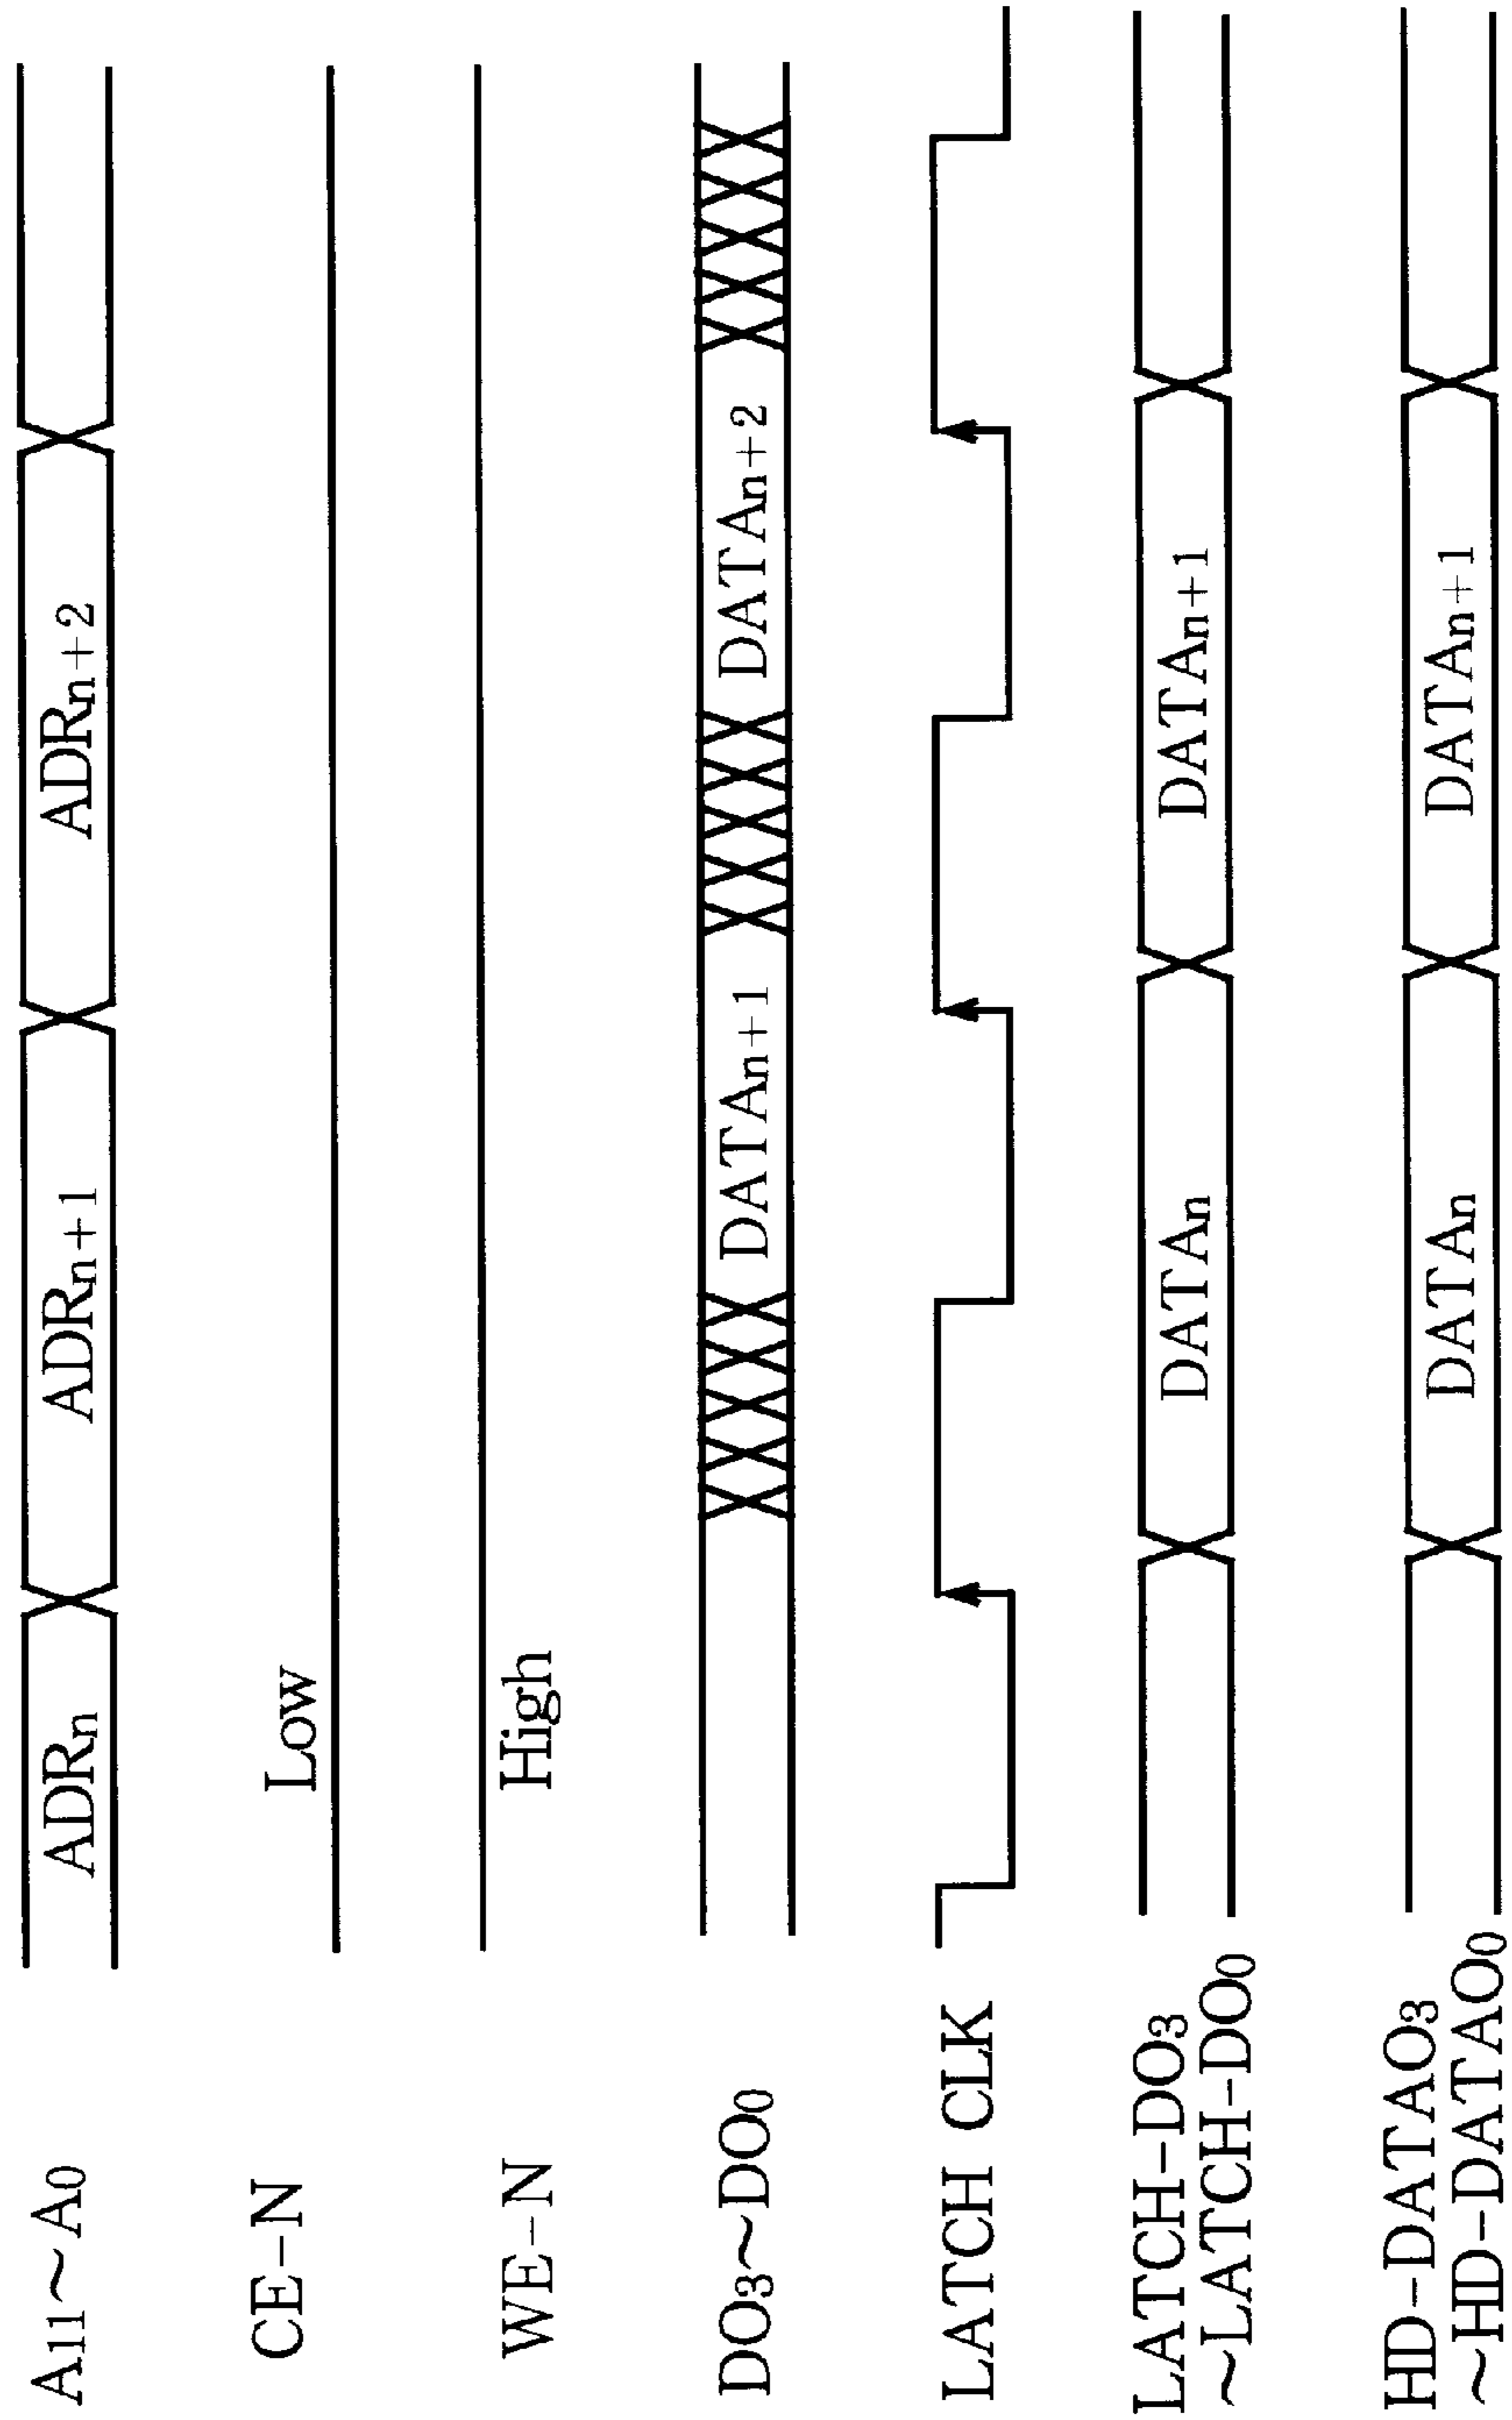 A11~A0
ADRn
ADRn+1
ADRn+2
CE-N
Low
WE-N
High
DO3~DO0
DATAn+1
DATAn+2
LATCH CLK
LATCH-DO3
~LATCH-DO0
DATAn
DATAn+1
HD-DATAO3
~HD-DATAO0
DATAn
DATAn+1